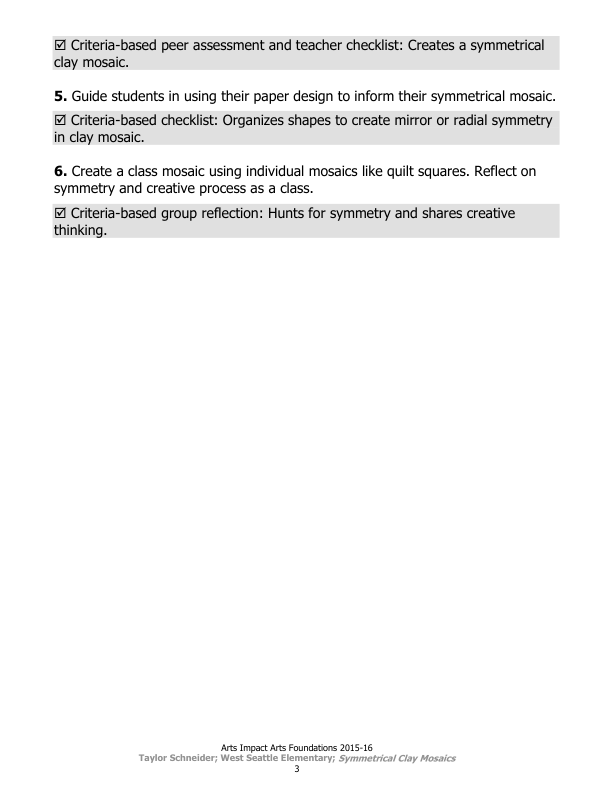 ☑ Criteria-based peer assessment and teacher checklist: Creates a symmetrical
clay mosaic.
5. Guide students in using their paper design to inform their symmetrical mosaic.
☑ Criteria-based checklist: Organizes shapes to create mirror or radial symmetry
in clay mosaic.
6. Create a class mosaic using individual mosaics like quilt squares. Reflect on
symmetry and creative process as a class.
☑ Criteria-based group reflection: Hunts for symmetry and shares creative
thinking.
Arts Impact Arts Foundations 2015-16
Taylor Schneider; West Seattle Elementary; Symmetrical Clay Mosaics
3